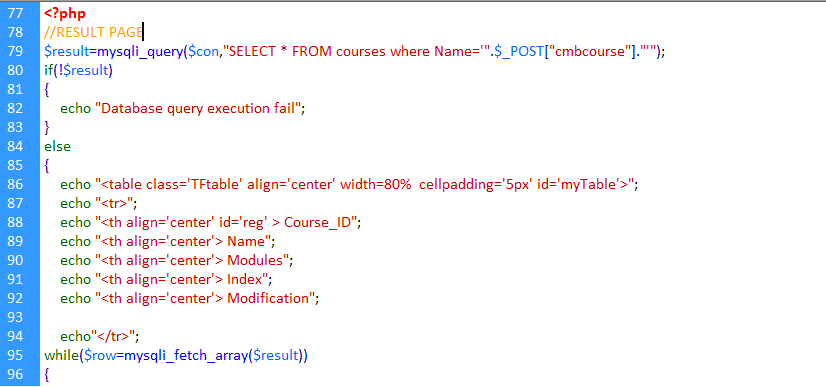 77 <?php
78 //RESULT PAGE
79 $result=mysqli_query($con,"SELECT * FROM courses where Name='".$_POST["cmbcourse"]."'");
80 if(!$result)
81 {
82 echo "Database query execution fail";
83 }
84 else
85 {
86 echo "<table class='TFtable' align='center' width=80%  cellpadding='5px' id='myTable'>";
87 echo "<tr>";
88 echo "<th align='center' id='reg' > Course_ID";
89 echo "<th align='center'> Name";
90 echo "<th align='center'> Modules";
91 echo "<th align='center'> Index";
92 echo "<th align='center'> Modification";
93
94 echo"</tr>";
95 while($row=mysqli_fetch_array($result))
96 {